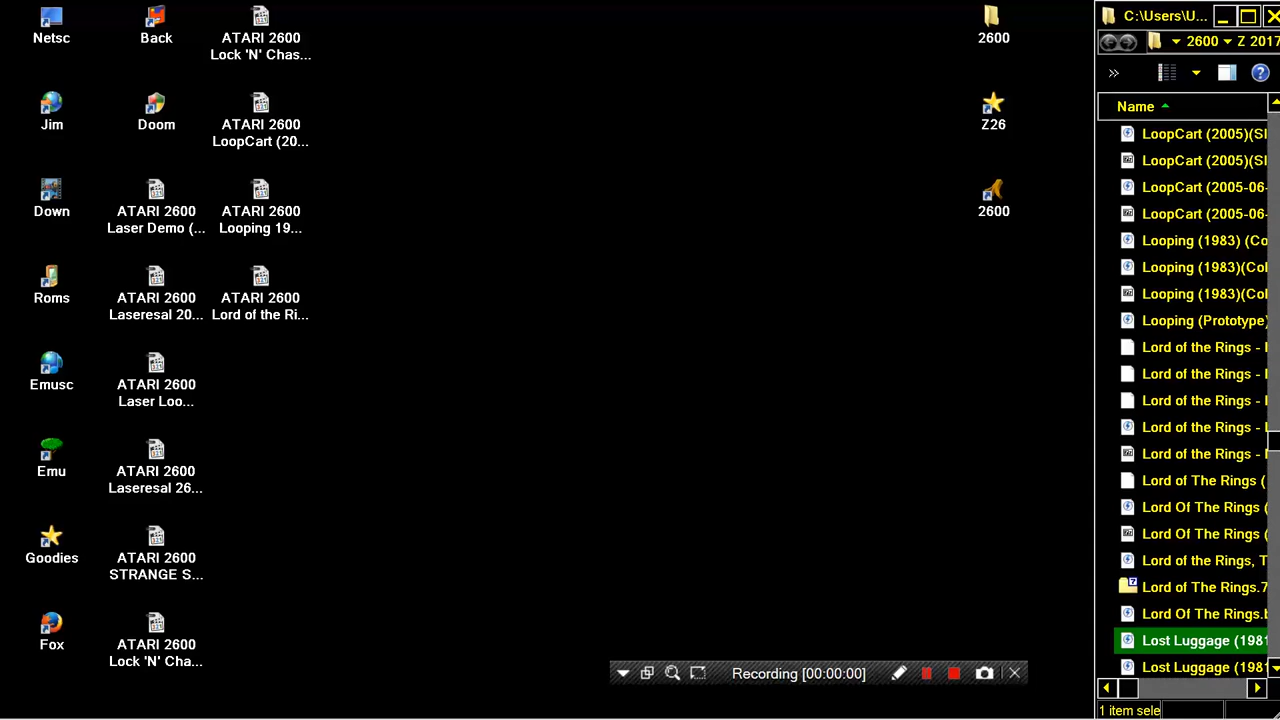 Netsc
Jim
Down
Roms
Emusc
Emu
Goodies
Fox
Back
Doom
ATARI 2600
Laser Demo (...
ATARI 2600
Laseresal 20...
ATARI 2600
Laser Loo...
ATARI 2600
Laseresal 26...
ATARI 2600
STRANGE S...
ATARI 2600
Lock 'N' Cha...
ATARI 2600
Lock 'N' Chas...
ATARI 2600
LoopCart (20...
ATARI 2600
Looping 19...
ATARI 2600
Lord of the Ri...
2600
Z26
2600
Recording [00:00:00]
C:\Users\U...
2600 Z 2017
Name
LoopCart (2005)(Sl
LoopCart (2005)(Sl
LoopCart (2005-06-
LoopCart (2005-06-
Looping (1983) (Co
Looping (1983)(Col
Looping (1983)(Col
Looping (Prototype)
Lord of the Rings -
Lord of the Rings -
Lord of the Rings -
Lord of the Rings -
Lord of the Rings -
Lord of The Rings (
Lord Of The Rings (
Lord Of The Rings (
Lord of the Rings, T
Lord of The Rings.7
Lord Of The Rings.b
Lost Luggage (1981
Lost Luggage (1981
1 item sele